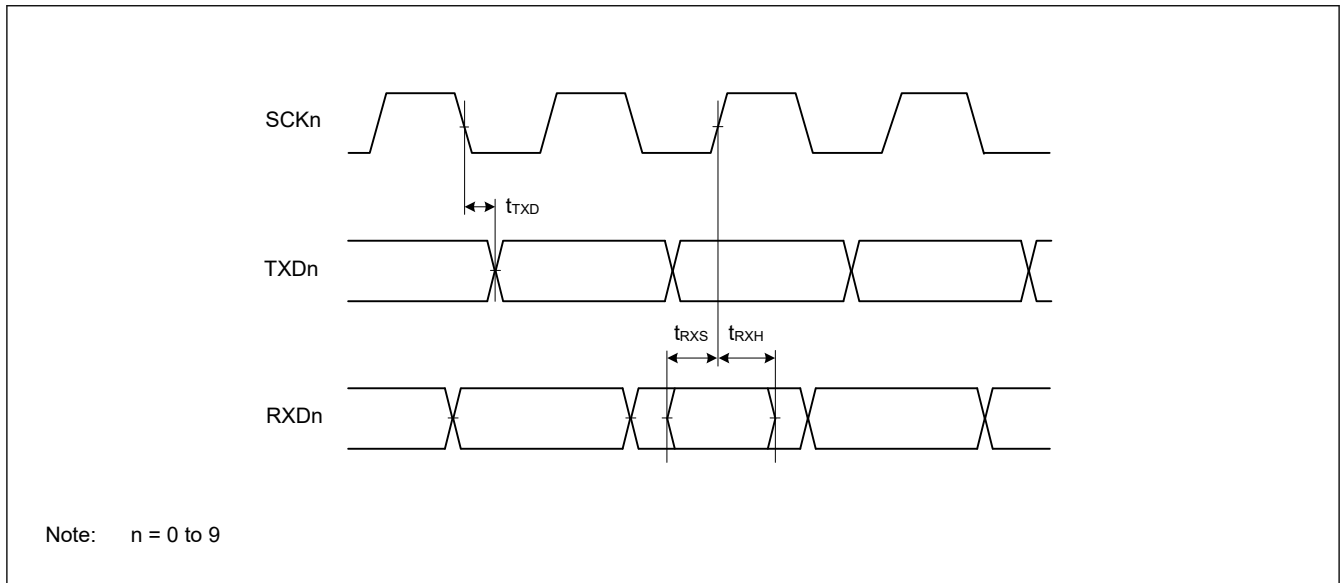 SCKn
tTXD
TXDn
tRXS tRXH
RXDn
Note: n = 0 to 9